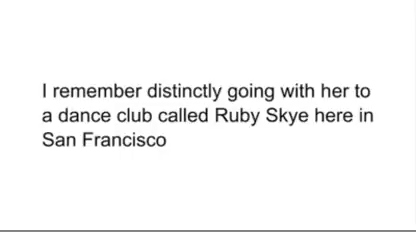 I remember distinctly going with her to
a dance club called Ruby Skye here in
San Francisco